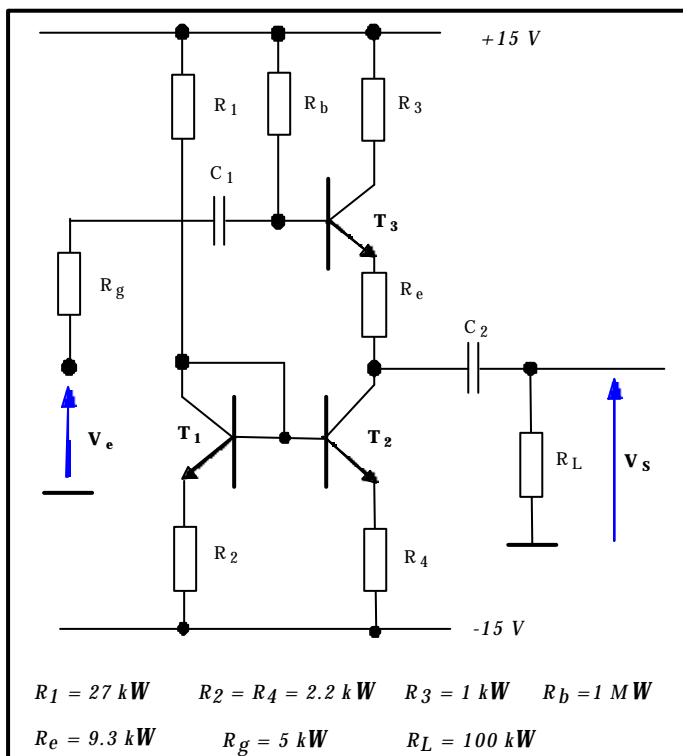 +15 V
R1 Rb R3
C1
T3
Rg Re
C2
T1 T2
Ve RL Vs
R2 R4
-15 V
R1 = 27 kW R2 = R4 = 2.2 kW R3 = 1 kW Rb =1 MW
Re = 9.3 kW Rg = 5 kW RL = 100 kW